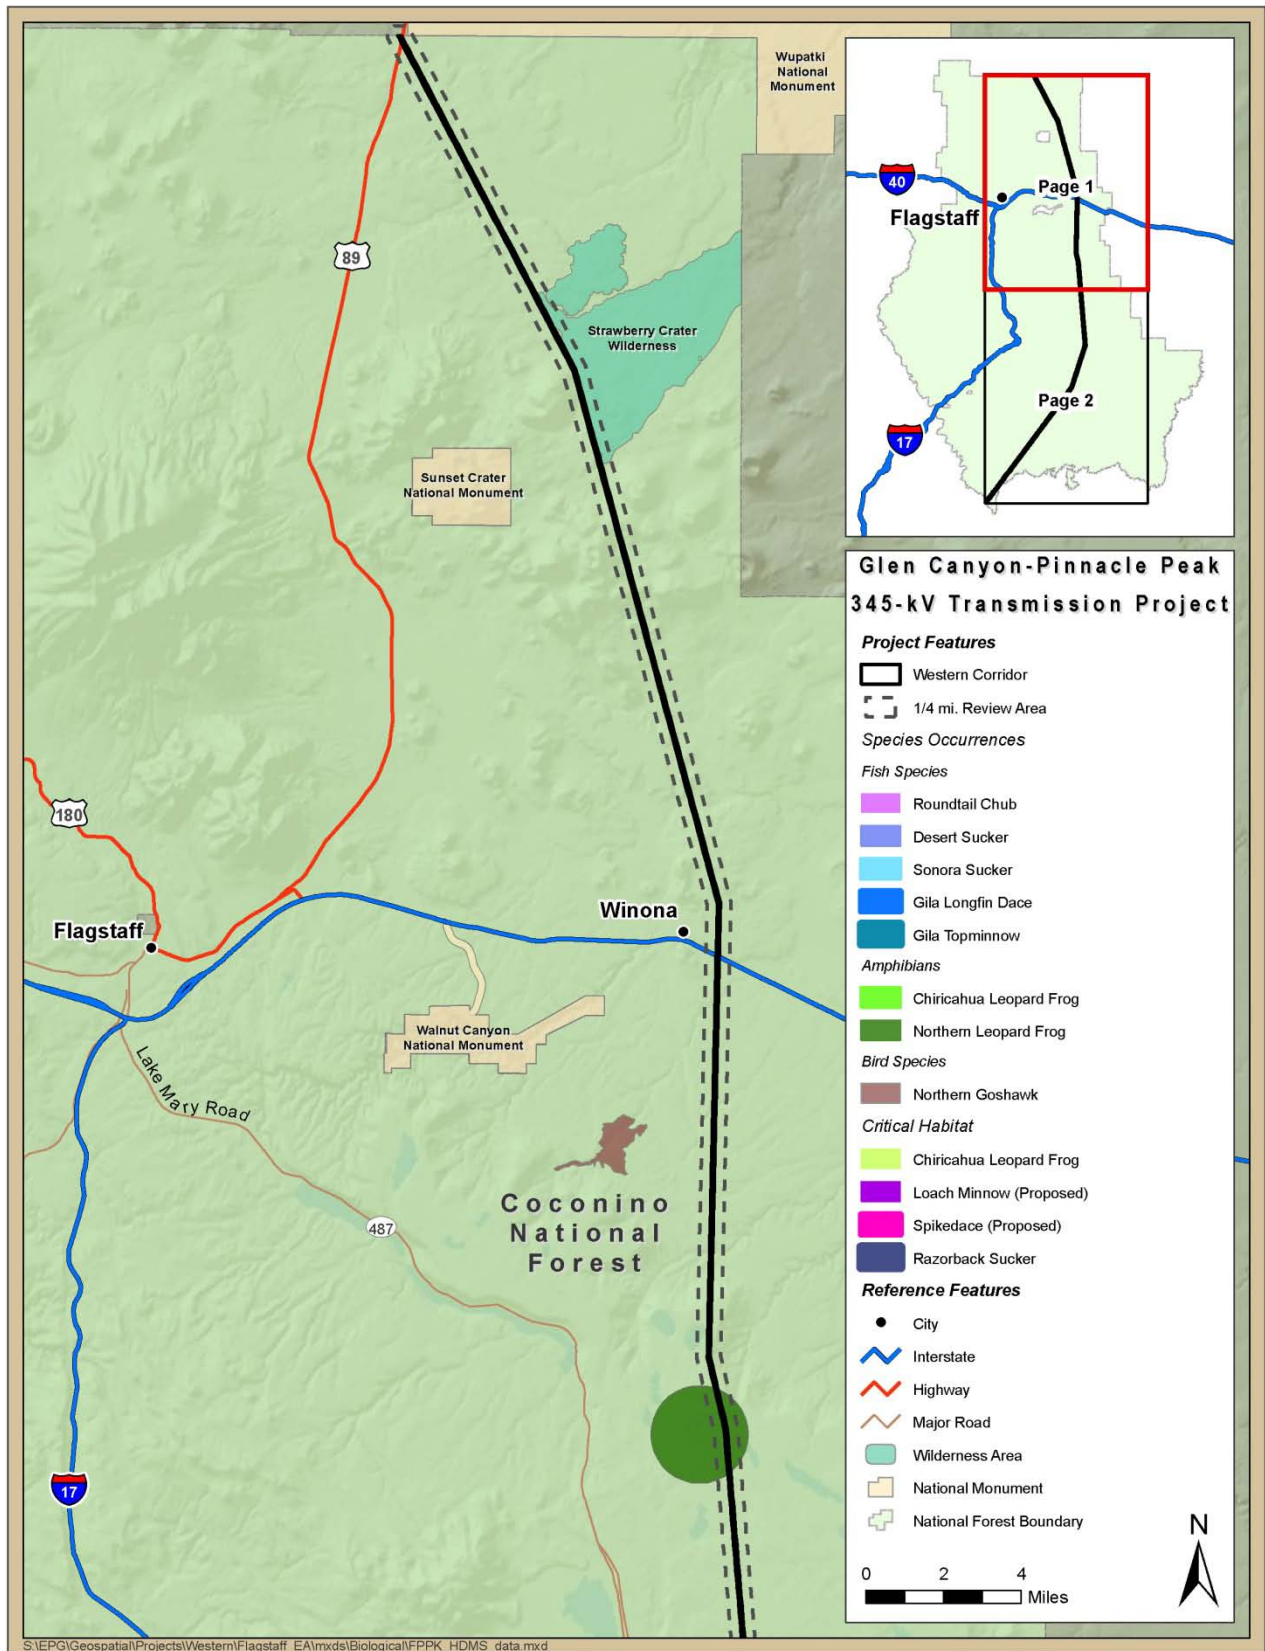 Wupatki
National
Monument
89
Strawberry Crater
Wilderness
Sunset Crater
National Monument
180
Flagstaff
Winona
Walnut Canyon
National Monument
Lake Mary Road
487
Coconino
National
Forest
17
40
Flagstaff
Page 1
Page 2
17
Glen Canyon-Pinnacle Peak
345-kV Transmission Project
Project Features
Western Corridor
1/4 mi. Review Area
Species Occurrences
Fish Species
Roundtail Chub
Desert Sucker
Sonora Sucker
Gila Longfin Dace
Gila Topminnow
Amphibians
Chiricahua Leopard Frog
Northern Leopard Frog
Bird Species
Northern Goshawk
Critical Habitat
Chiricahua Leopard Frog
Loach Minnow (Proposed)
Spikedace (Proposed)
Razorback Sucker
Reference Features
City
Interstate
Highway
Major Road
Wilderness Area
National Monument
National Forest Boundary
N
0 2 4
Miles
S:\EPG\Geospatial\Projects\Western\Flagstaff_EA\mxds\Biological\FPPK_HDMS_data.mxd